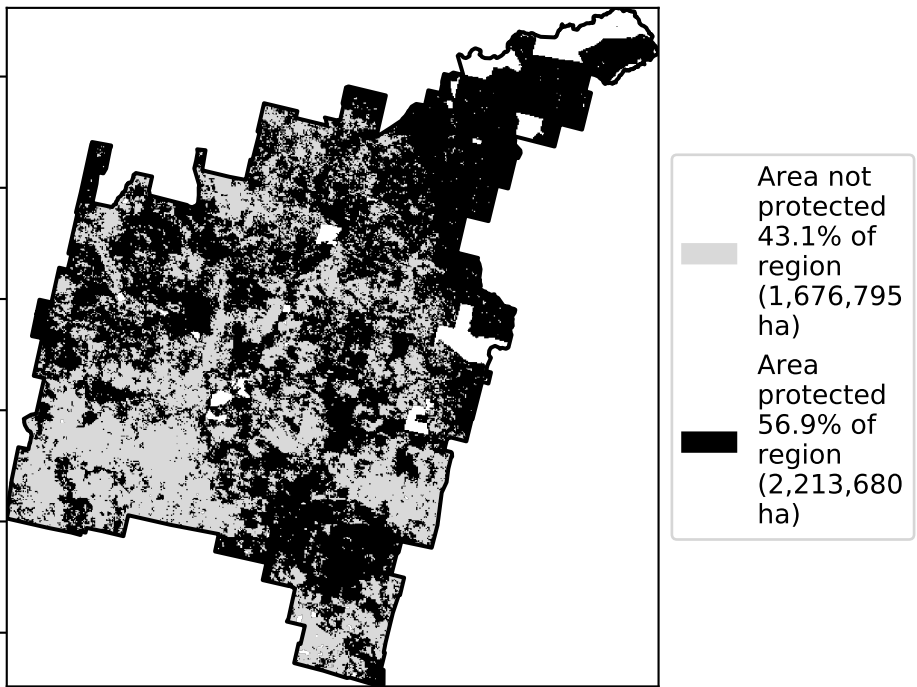 Area not
protected
43.1% of
region
(1,676,795
ha)
Area
protected
56.9% of
region
(2,213,680
ha)